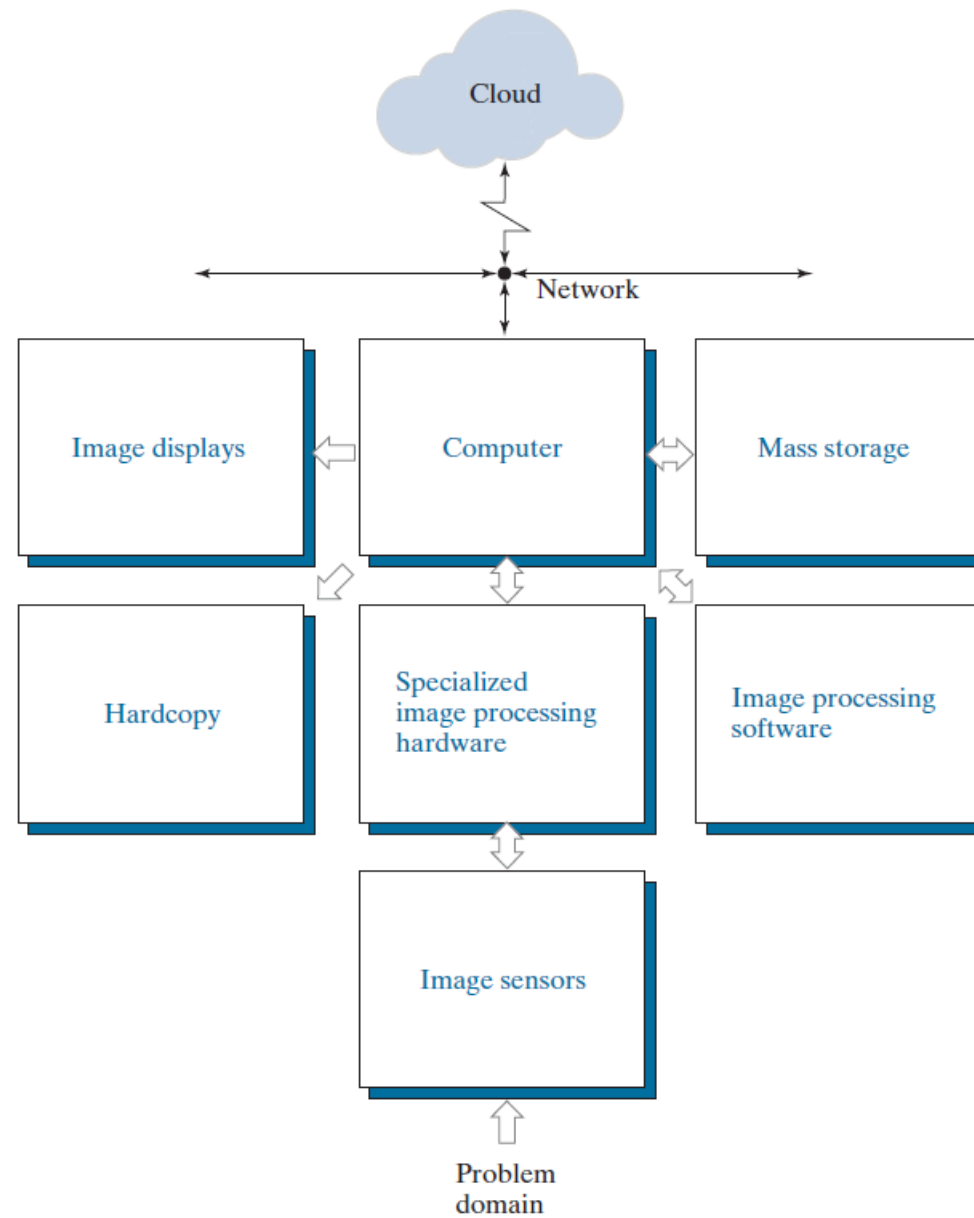 Cloud
Network
Image displays
Computer
Mass storage
Hardcopy
Specialized
image processing
hardware
Image processing
software
Image sensors
Problem
domain